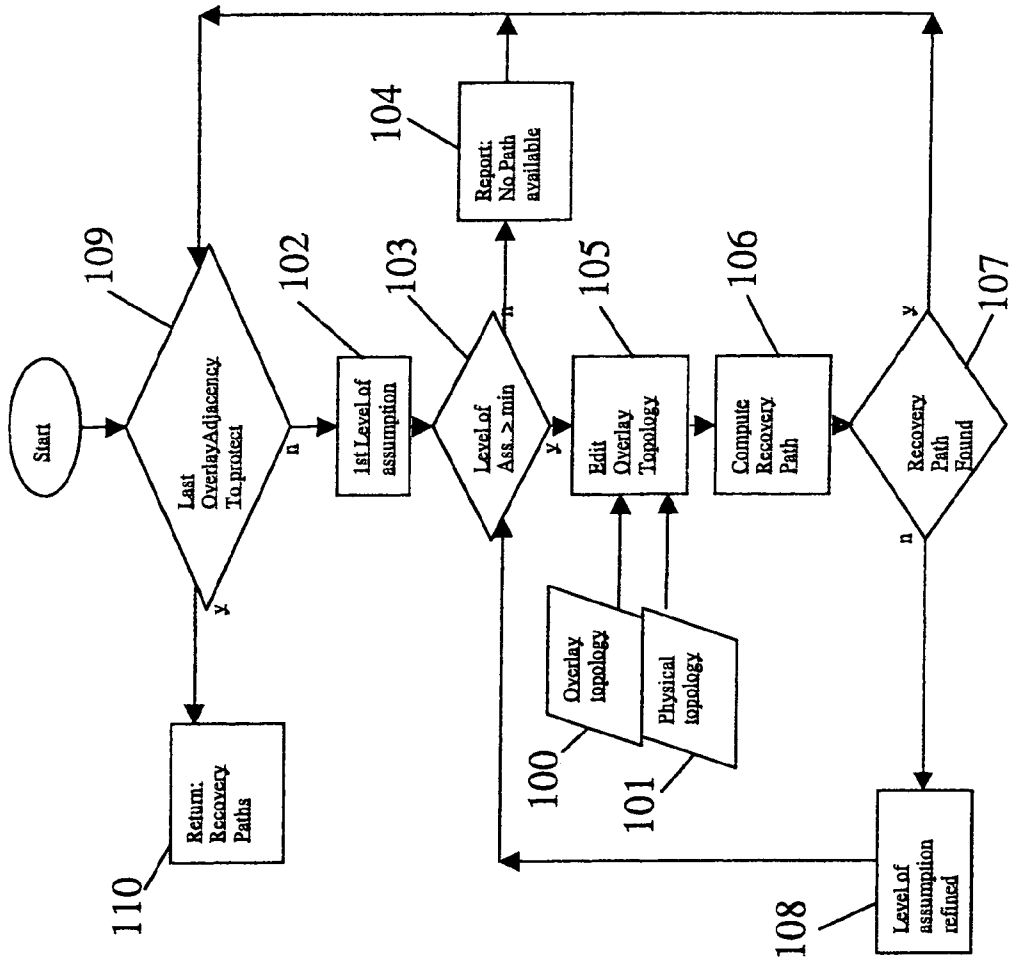 Start
109
Last
OverlayAdjacency
To protect
y
n
110
Return:
Recovery
Paths
102
1st Level of
assumption
103
Level of
Ass. > min
n
y
104
Report:
No Path
available
105
Edit
Overlay
Topology
Overlay
topology
100
Physical
topology
101
106
Compute
Recovery
Path
107
Recovery
Path
Found
y
n
108
Level of
assumption
refined